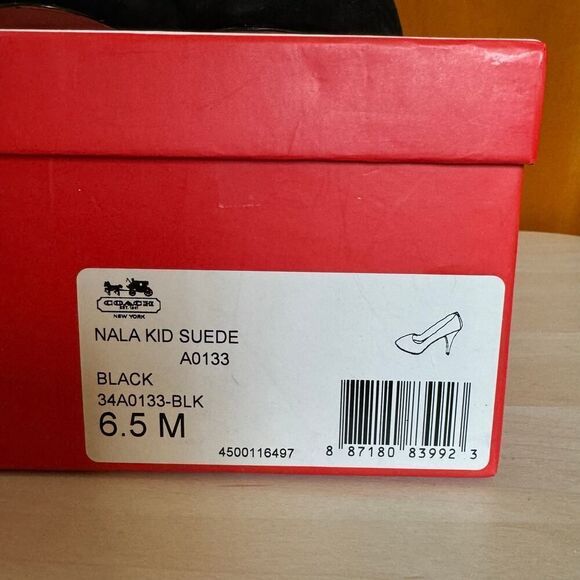 COACH
EST. 1941
NEW YORK
NALA KID SUEDE
A0133
BLACK
34A0133-BLK
6.5 M
4500116497
8 87180 83992 3